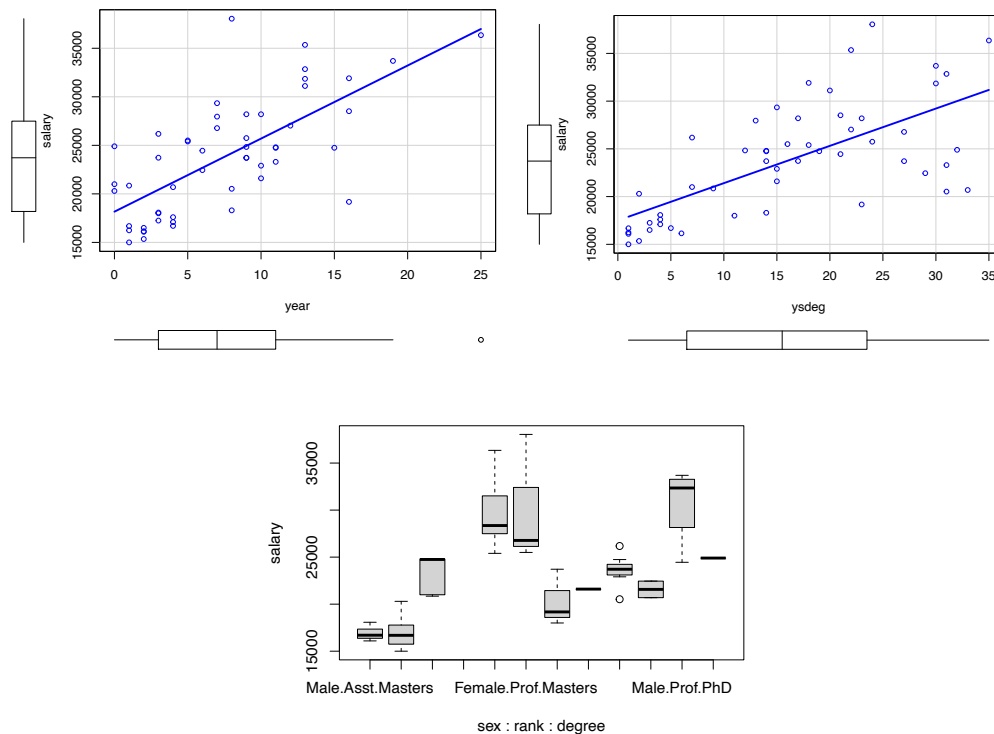 salary
35000
30000
25000
20000
15000
0 5 10 15 20 25
year
salary
35000
30000
25000
20000
15000
0 5 10 15 20 25 30 35
ysdeg
salary
35000
25000
15000
Male.Asst.Masters Female.Prof.Masters Male.Prof.PhD
sex : rank : degree